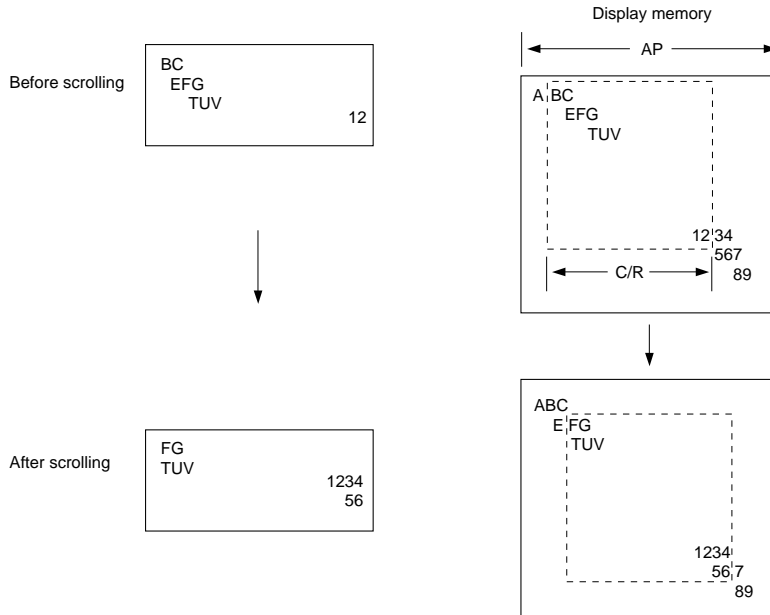 Display memory
AP
Before scrolling
BC
EFG
TUV
12
A BC
EFG
TUV
12 34
567
89
C/R
After scrolling
FG
TUV
1234
56
ABC
E FG
TUV
1234
56 7
89